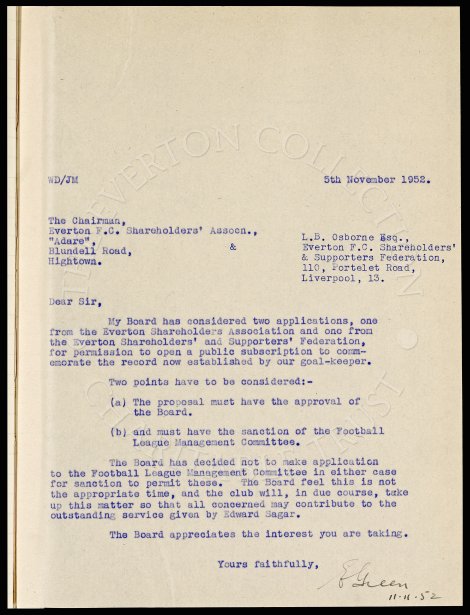 WD/JM
5th November 1952.
The Chairman,
Everton F.C. Shareholders' Assocn.,
"Adare",
Blundell Road,
Hightown.
&
L.B. Osborne Esq.,
Everton F.C. Shareholders'
& Supporters Federation,
110, Portelet Road,
Liverpool, 13.
Dear Sir,
My Board has considered two applications, one
from the Everton Shareholders Association and one from
the Everton Shareholders' and Supporters' Federation,
for permission to open a public subscription to comm-
emorate the record now established by our goal-keeper.
Two points have to be considered:-
(a) The proposal must have the approval of
the Board.
(b) and must have the sanction of the Football
League Management Committee.
The Board has decided not to make application
to the Football League Management Committee in either case
for sanction to permit these. The Board feel this is not
the appropriate time, and the club will, in due course, take
up this matter so that all concerned may contribute to the
outstanding service given by Edward Sagar.
The Board appreciates the interest you are taking.
Yours faithfully,
E Green
11-11-52
THE EVERTON COLLECTION